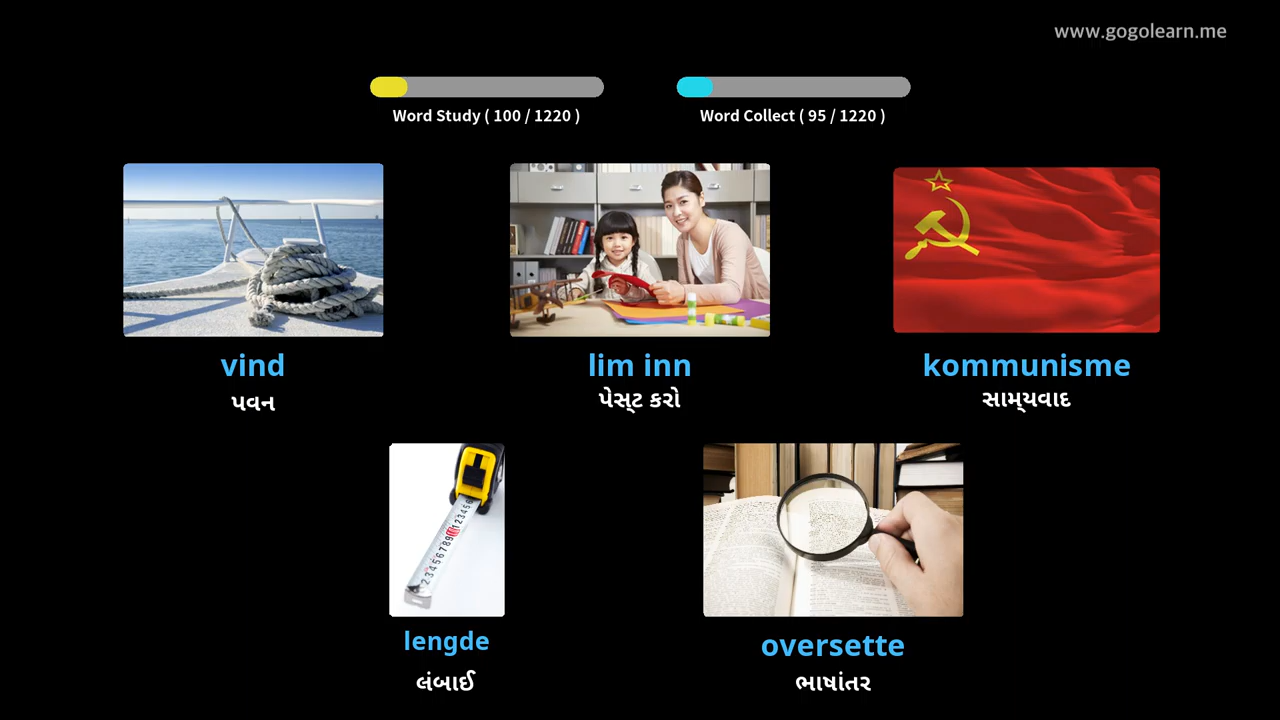 www.gogolearn.me
Word Study ( 100 / 1220 )
Word Collect ( 95 / 1220 )
vind
પવન
lim inn
પેસ્ટ કરો
kommunisme
સામ્યવાદ
lengde
લંબાઈ
oversette
ભાષાંતર